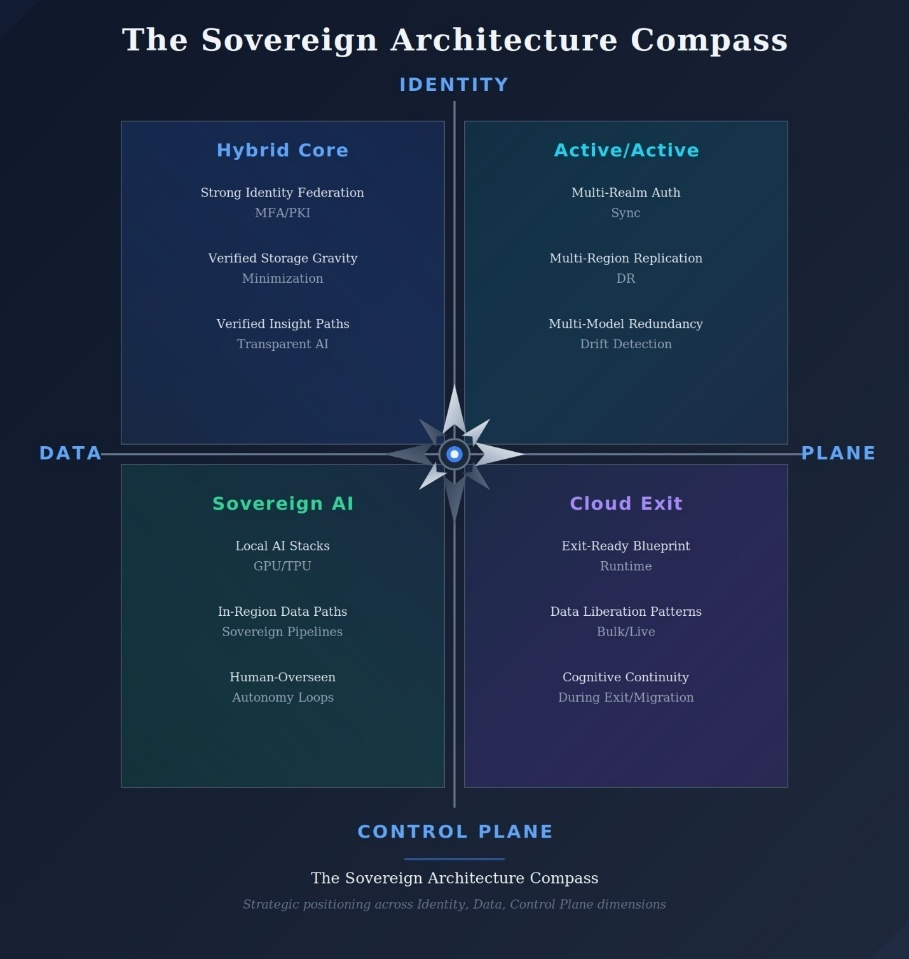 The Sovereign Architecture Compass
IDENTITY
Hybrid Core
Strong Identity Federation
MFA/PKI
Verified Storage Gravity
Minimization
Verified Insight Paths
Transparent AI
Active/Active
Multi-Realm Auth
Sync
Multi-Region Replication
DR
Multi-Model Redundancy
Drift Detection
DATA
PLANE
Sovereign AI
Local AI Stacks
GPU/TPU
In-Region Data Paths
Sovereign Pipelines
Human-Overseen
Autonomy Loops
Cloud Exit
Exit-Ready Blueprint
Runtime
Data Liberation Patterns
Bulk/Live
Cognitive Continuity
During Exit/Migration
CONTROL PLANE
The Sovereign Architecture Compass
Strategic positioning across Identity, Data, Control Plane dimensions